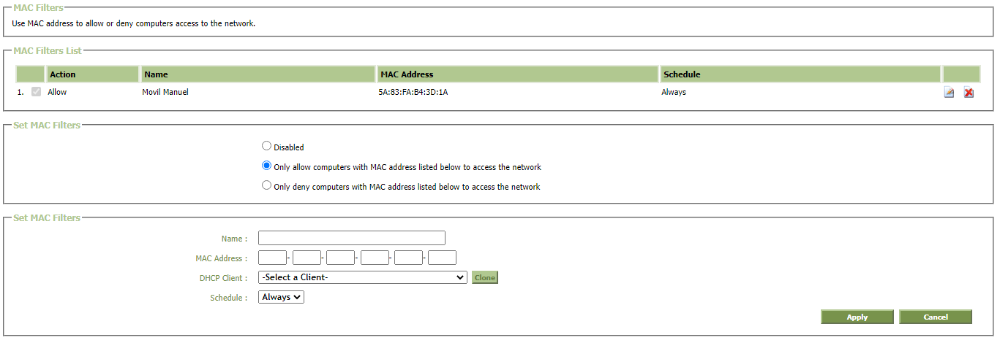 MAC Filters
Use MAC address to allow or deny computers access to the network.
MAC Filters List
Action Name MAC Address Schedule
1. Allow Movil Manuel 5A:83:FA:B4:3D:1A Always
Set MAC Filters
Disabled
Only allow computers with MAC address listed below to access the network
Only deny computers with MAC address listed below to access the network
Set MAC Filters
Name :
MAC Address : - - - - -
DHCP Client : -Select a Client- Clone
Schedule : Always
Apply Cancel